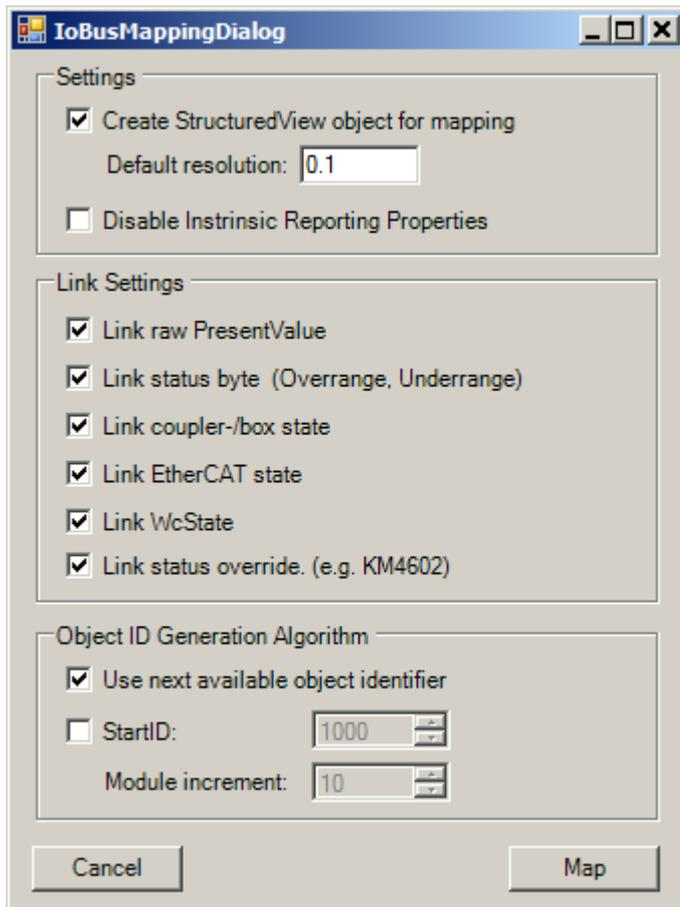 IoBusMappingDialog
Settings
Create StructuredView object for mapping
Default resolution: 0.1
Disable Instrinsic Reporting Properties
Link Settings
Link raw PresentValue
Link status byte  (Overrange, Underrange)
Link coupler-/box state
Link EtherCAT state
Link WcState
Link status override. (e.g. KM4602)
Object ID Generation Algorithm
Use next available object identifier
StartID: 1000
Module increment: 10
Cancel Map